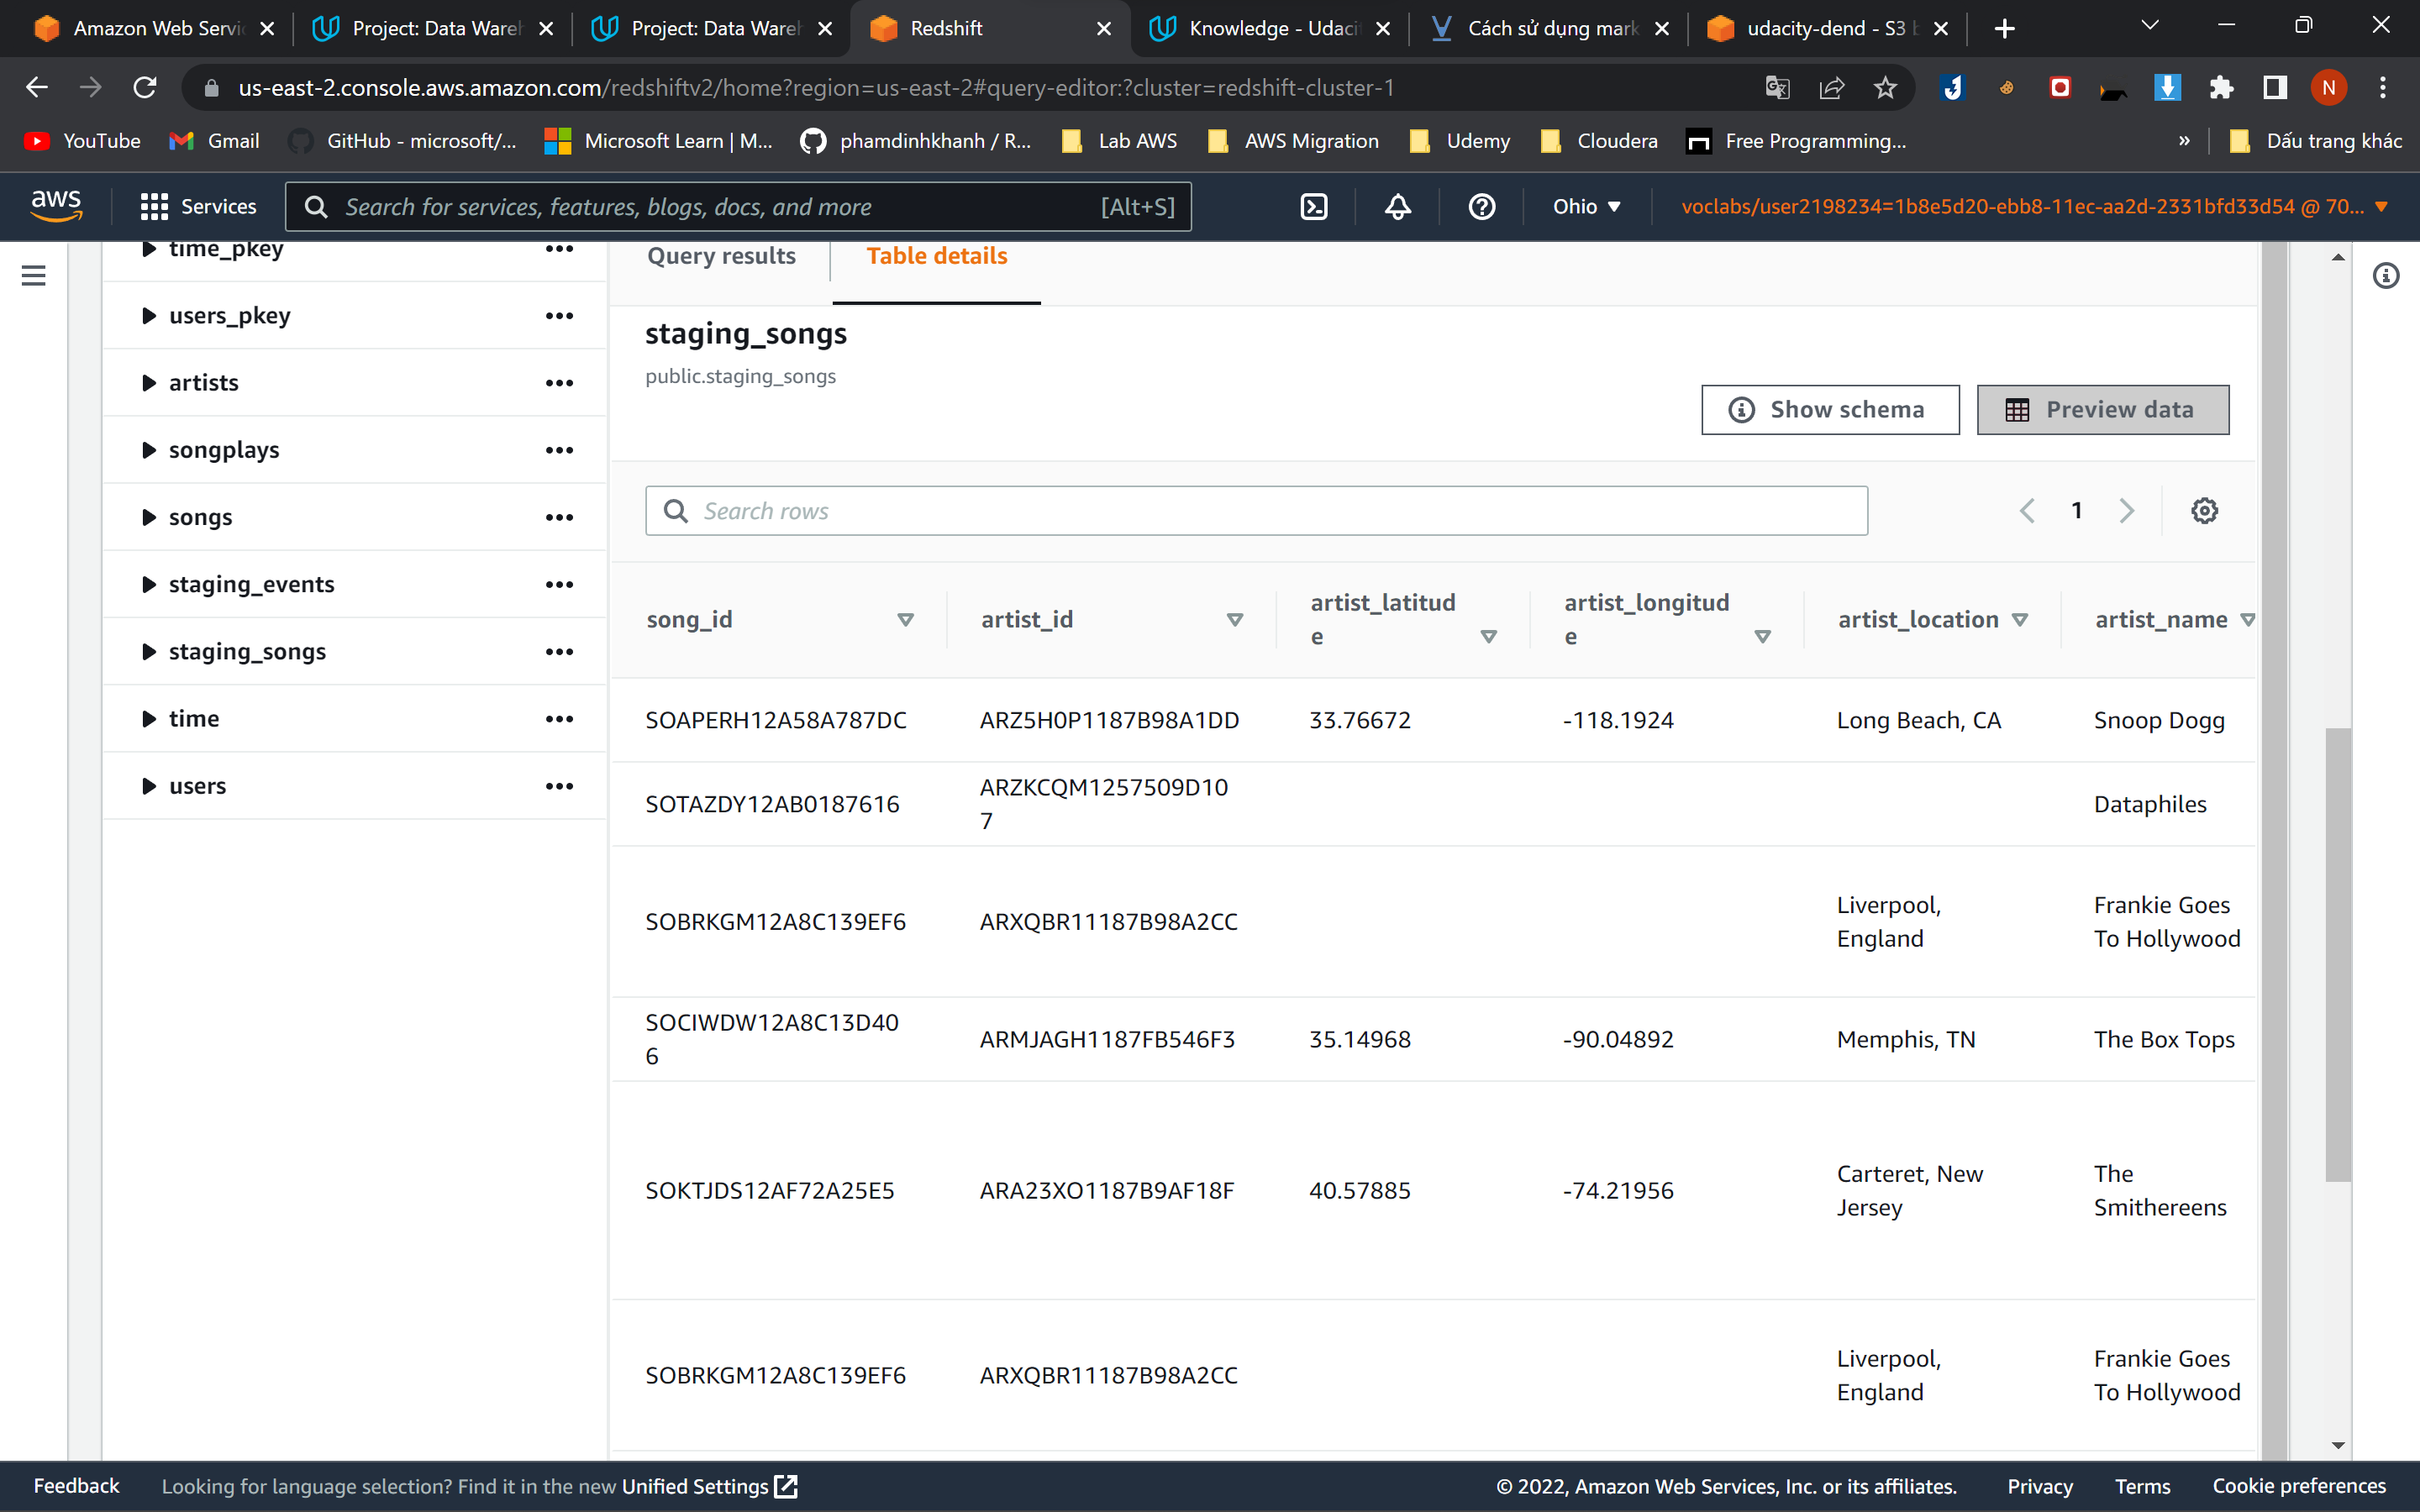 Amazon Web Servi
Project: Data Wareh
Project: Data Wareh
Redshift
Knowledge - Udaci
Cách sử dụng mark
udacity-dend - S3 b
us-east-2.console.aws.amazon.com/redshiftv2/home?region=us-east-2#query-editor:?cluster=redshift-cluster-1
N
YouTube
Gmail
GitHub - microsoft/...
Microsoft Learn | M...
phamdinhkhanh / R...
Lab AWS
AWS Migration
Udemy
Cloudera
Free Programming...
»
Dấu trang khác
aws
Services
Search for services, features, blogs, docs, and more
[Alt+S]
Ohio
voclabs/user2198234=1b8e5d20-ebb8-11ec-aa2d-2331bfd33d54 @ 70...
time_pkey
users_pkey
artists
songplays
songs
staging_events
staging_songs
time
users
Query results
Table details
staging_songs
public.staging_songs
Show schema
Preview data
Search rows
1
song_id
artist_id
artist_latitud
e
artist_longitud
e
artist_location
artist_name
SOAPERH12A58A787DC
ARZ5H0P1187B98A1DD
33.76672
-118.1924
Long Beach, CA
Snoop Dogg
SOTAZDY12AB0187616
ARZKCQM1257509D10
7
Dataphiles
SOBRKGM12A8C139EF6
ARXQBR11187B98A2CC
Liverpool,
England
Frankie Goes
To Hollywood
SOCIWDW12A8C13D40
6
ARMJAGH1187FB546F3
35.14968
-90.04892
Memphis, TN
The Box Tops
SOKTJDS12AF72A25E5
ARA23XO1187B9AF18F
40.57885
-74.21956
Carteret, New
Jersey
The
Smithereens
SOBRKGM12A8C139EF6
ARXQBR11187B98A2CC
Liverpool,
England
Frankie Goes
To Hollywood
Feedback
Looking for language selection? Find it in the new Unified Settings
© 2022, Amazon Web Services, Inc. or its affiliates.
Privacy
Terms
Cookie preferences